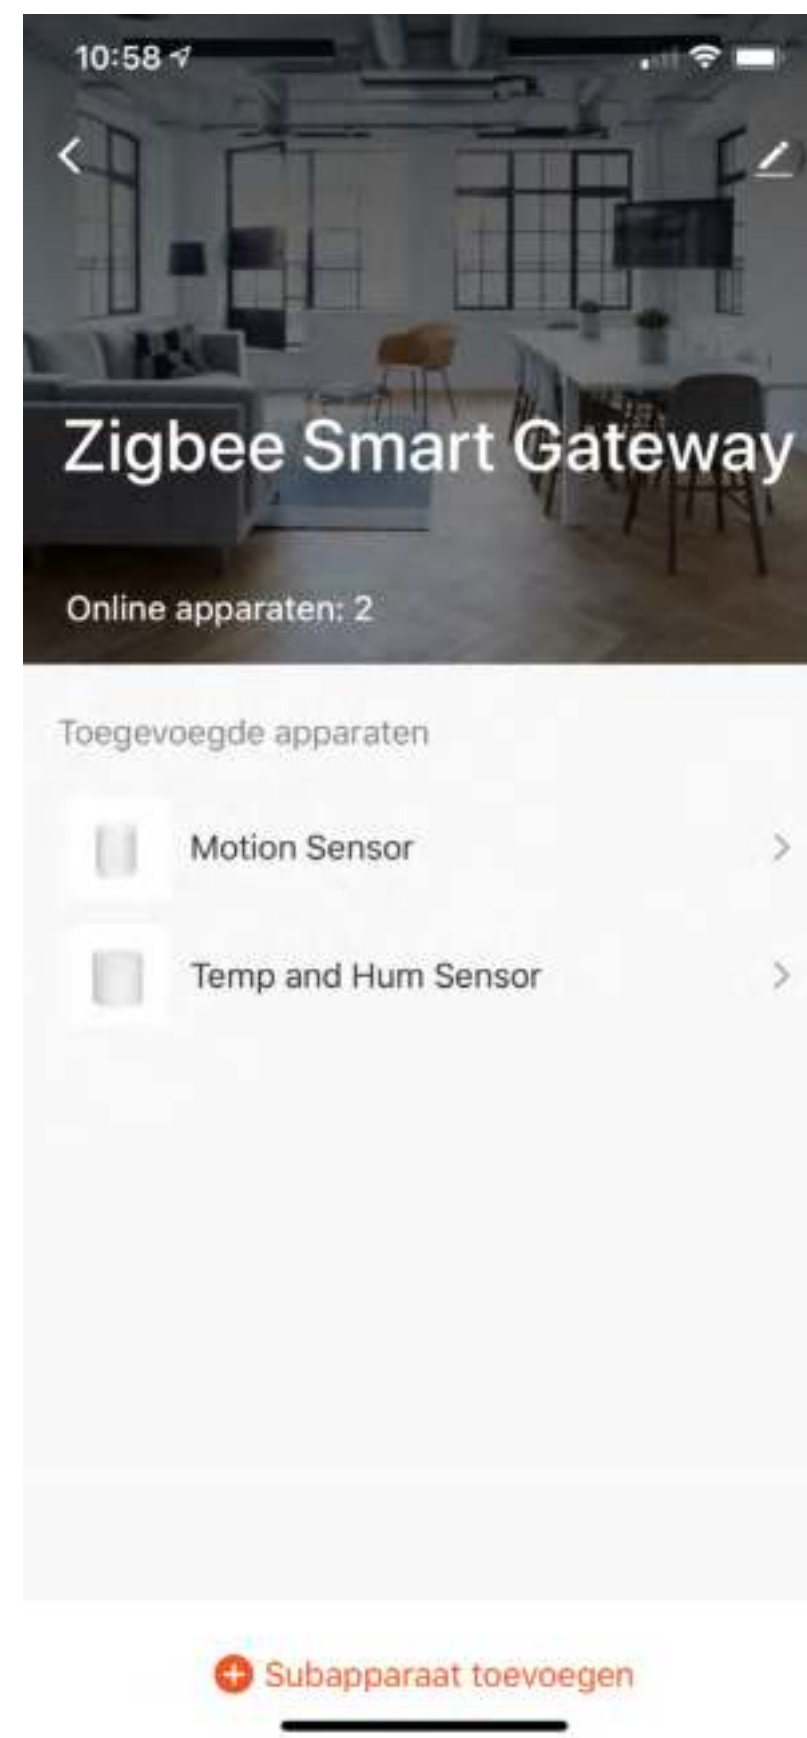 10:58
Zigbee Smart Gateway
Online apparaten: 2
Toegevoegde apparaten
Motion Sensor
Temp and Hum Sensor
Subapparaat toevoegen